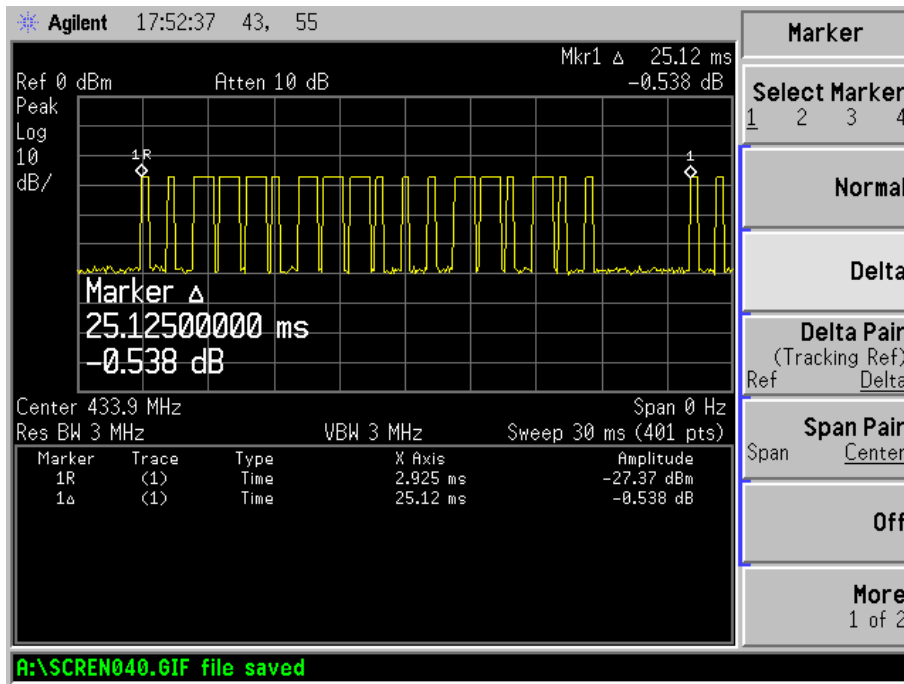 Agilent 17:52:37 43, 55
Mkr1 Δ 25.12 ms
Ref 0 dBm Atten 10 dB -0.538 dB
Peak
Log
10
dB/
1R
1
Marker Δ
25.12500000 ms
-0.538 dB
Center 433.9 MHz Span 0 Hz
Res BW 3 MHz VBW 3 MHz Sweep 30 ms (401 pts)
Marker Trace Type X Axis Amplitude
1R (1) Time 2.925 ms -27.37 dBm
1Δ (1) Time 25.12 ms -0.538 dB
A:\SCREN040.GIF file saved
Marker
Select Marker
1 2 3 4
Normal
Delta
Delta Pair
(Tracking Ref)
Ref Delta
Span Pair
Span Center
Off
More
1 of 2